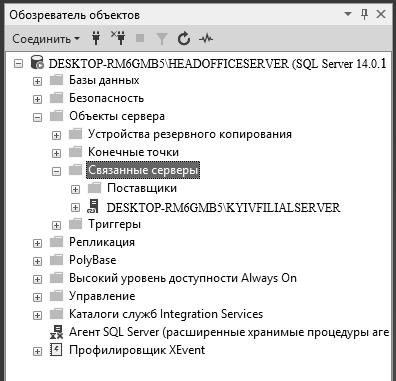 Обозреватель объектов
Соединить
DESKTOP-RM6GMB5\HEADOFFICESERVER (SQL Server 14.0.1
Базы данных
Безопасность
Объекты сервера
Устройства резервного копирования
Конечные точки
Связанные серверы
Поставщики
DESKTOP-RM6GMB5\KYIVFILIALSERVER
Триггеры
Репликация
PolyBase
Высокий уровень доступности Always On
Управление
Каталоги служб Integration Services
Агент SQL Server (расширенные хранимые процедуры аге
Профилировщик XEvent